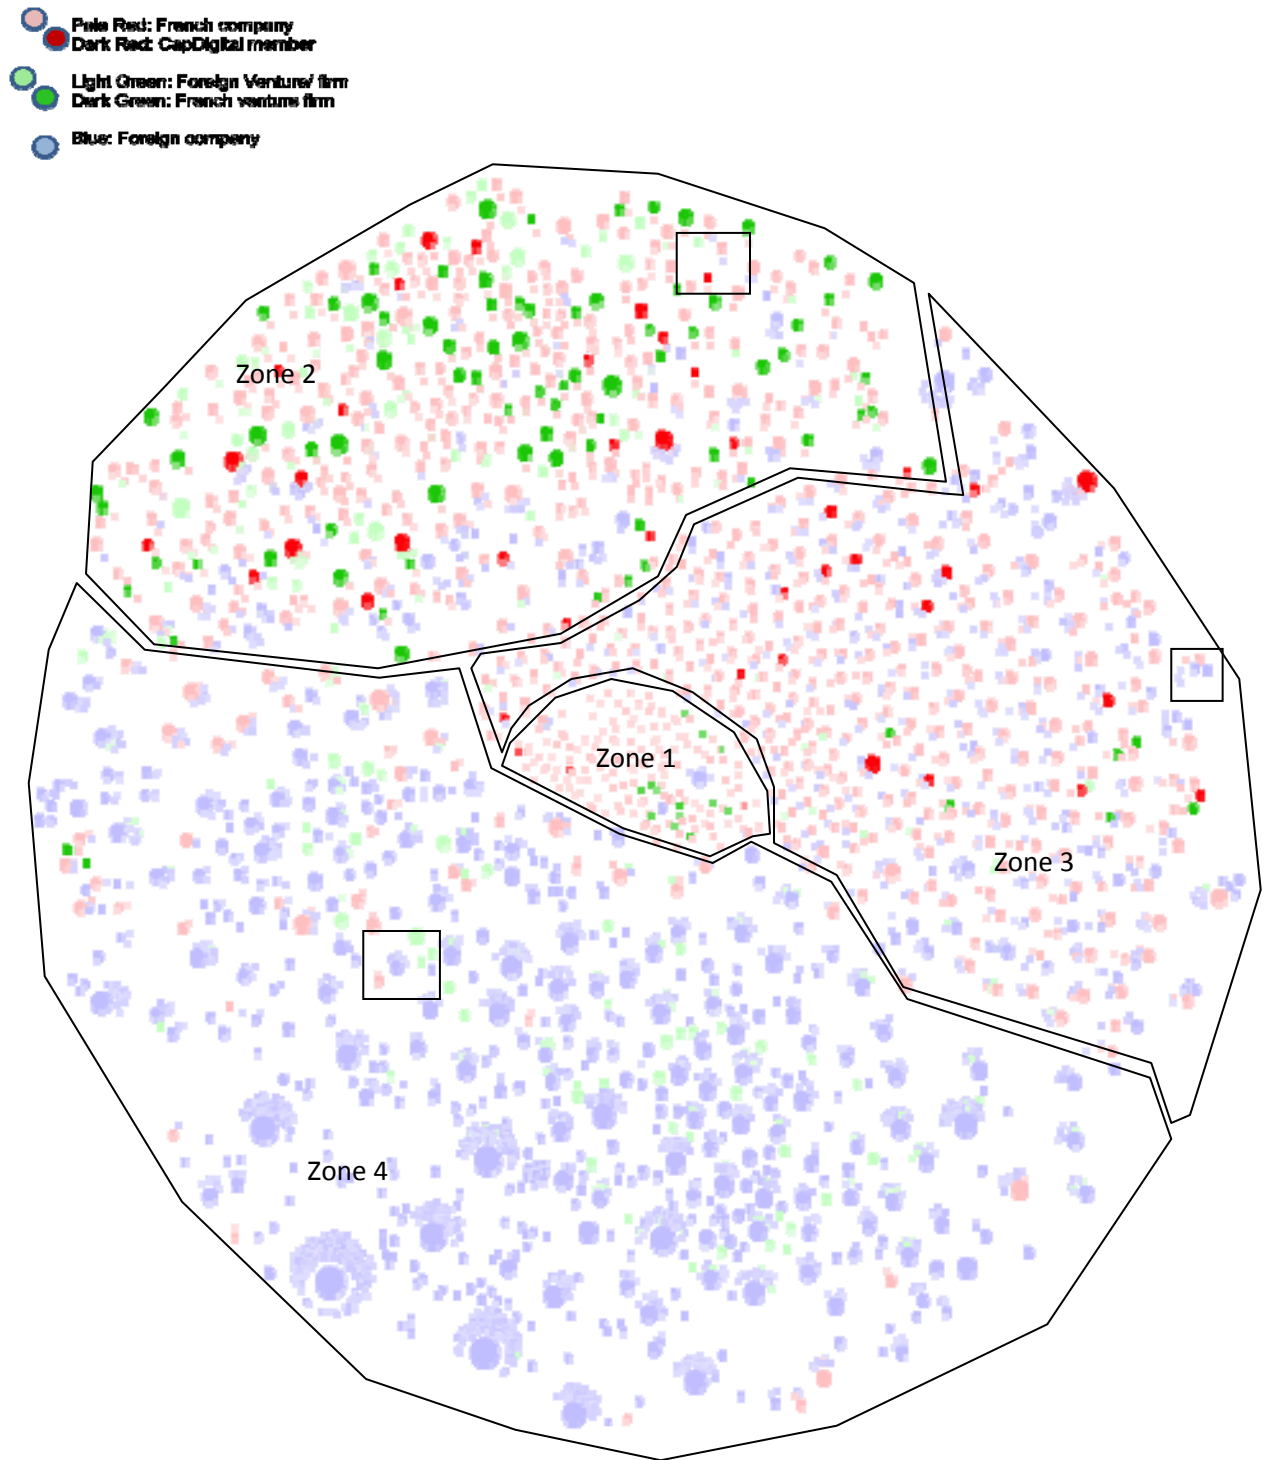 Pale Red: French company
Dark Red: CapDigital member
Light Green: Foreign Venture/ firm
Dark Green: French venture firm
Blue: Foreign company
Zone 2
Zone 1
Zone 3
Zone 4